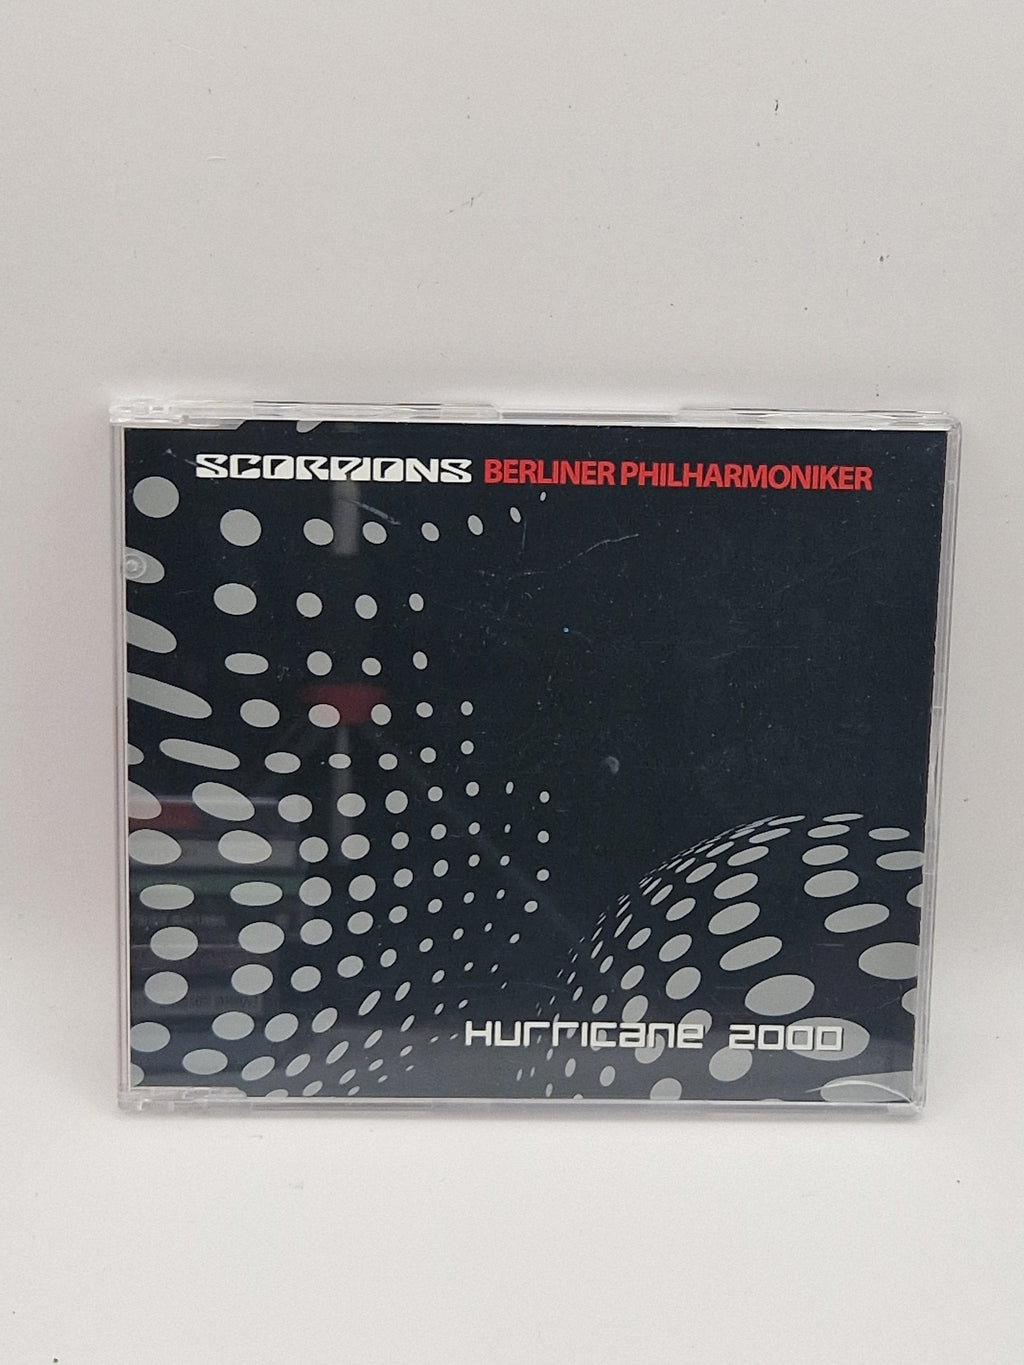 SCORPIONS BERLINER PHILHARMONIKER
Hurricane 2000